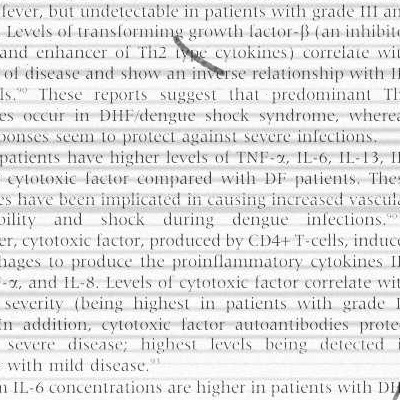 fever, but undetectable in patients with grade III an
Levels of transforming growth factor-β (an inhibito
and enhancer of Th2 type cytokines) correlate wit
of disease and show an inverse relationship with I
ls.⁹⁰ These reports suggest that predominant Th
es occur in DHF/dengue shock syndrome, wherea
ponses seem to protect against severe infections.
patients have higher levels of TNF-α, IL-6, IL-13, I
cytotoxic factor compared with DF patients. Thes
es have been implicated in causing increased vascula
bility and shock during dengue infections.
er, cytotoxic factor, produced by CD4+ T-cells, induc
hages to produce the proinflammatory cytokines I
-α, and IL-8. Levels of cytotoxic factor correlate wit
severity (being highest in patients with grade I
In addition, cytotoxic factor autoantibodies prote
severe disease; highest levels being detected i
with mild disease.
n IL-6 concentrations are higher in patients with DH